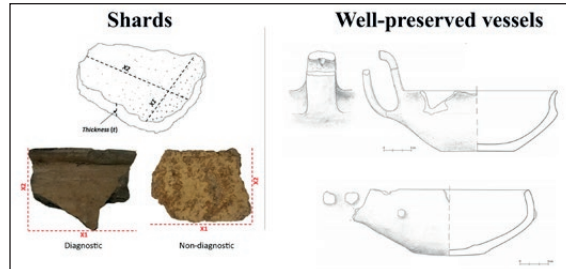 Shards
Well-preserved vessels
X2
X1
Thickness (t)
X2
X2
X1
X1
Diagnostic
Non-diagnostic